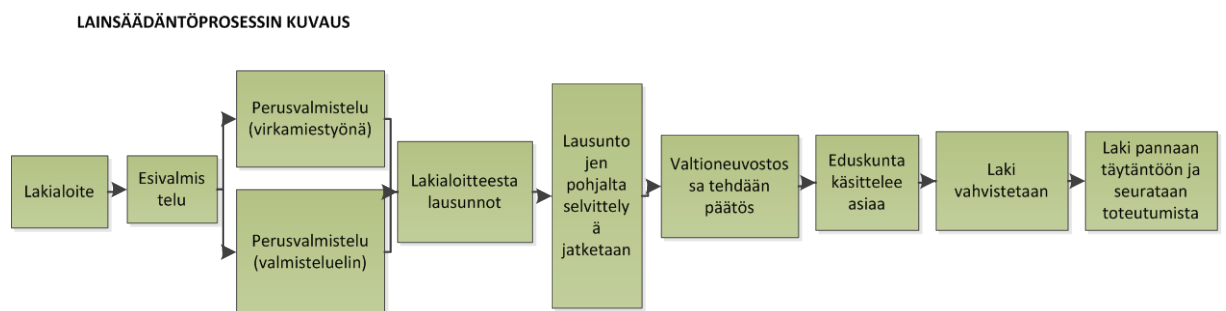 LAINSÄÄDÄNTÖPROSESSIN KUVAUS
Lakialoite
Esivalmis
telu
Perusvalmistelu
(virkamiestyönä)
Perusvalmistelu
(valmisteluelin)
Lakialoitteesta
lausunnot
Lausunto
jen
pohjalta
selvittely
ä
jatketaan
Valtioneuvostos
sa tehdään
päätös
Eduskunta
käsittelee
asiaa
Laki
vahvistetaan
Laki pannaan
täytäntöön ja
seurataan
toteutumista